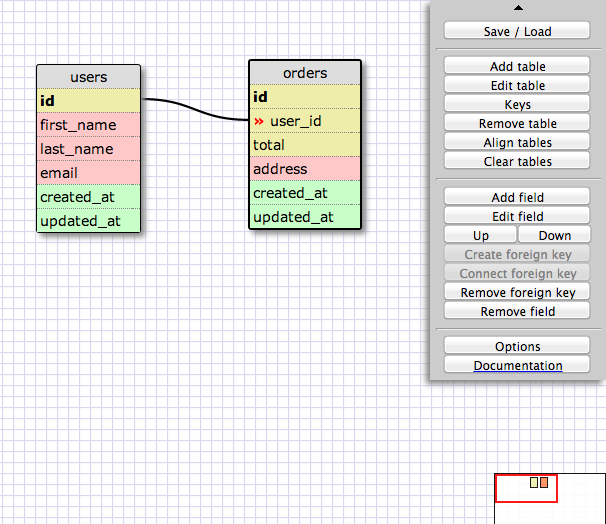 users
id
first_name
last_name
email
created_at
updated_at
orders
id
» user_id
total
address
created_at
updated_at
Save / Load
Add table
Edit table
Keys
Remove table
Align tables
Clear tables
Add field
Edit field
Up Down
Create foreign key
Connect foreign key
Remove foreign key
Remove field
Options
Documentation